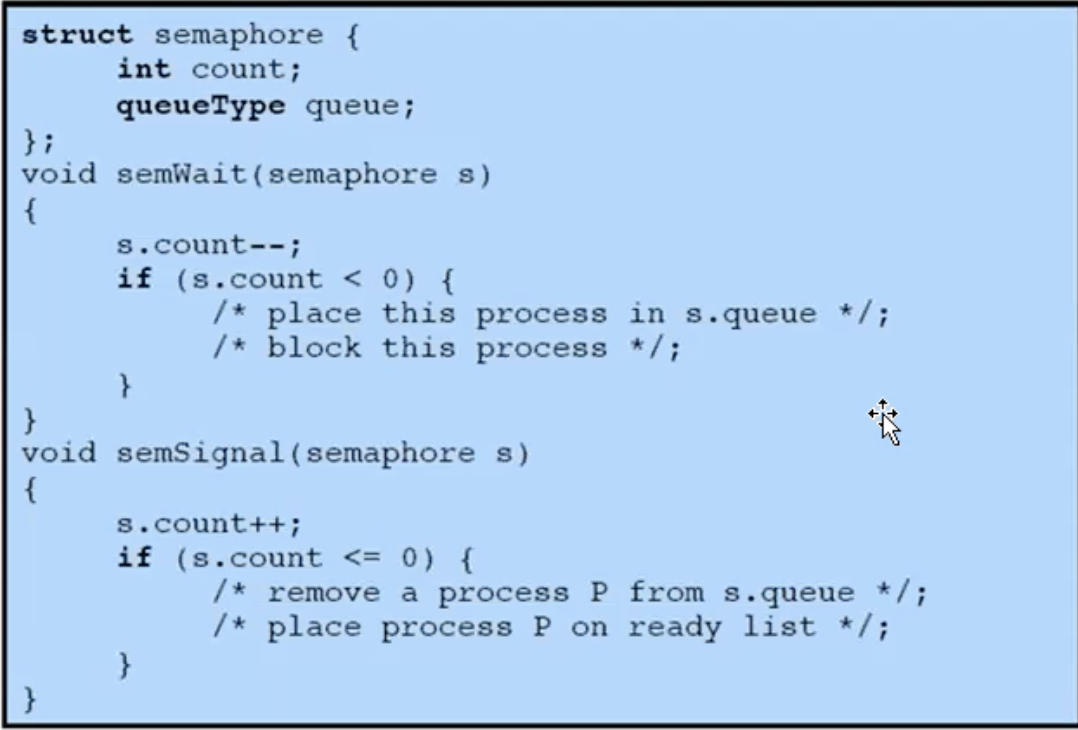 struct semaphore {
int count;
queueType queue;
};
void semWait(semaphore s)
{
s.count--;
if (s.count < 0) {
/* place this process in s.queue */;
/* block this process */;
}
}
void semSignal(semaphore s)
{
s.count++;
if (s.count <= 0) {
/* remove a process P from s.queue */;
/* place process P on ready list */;
}
}